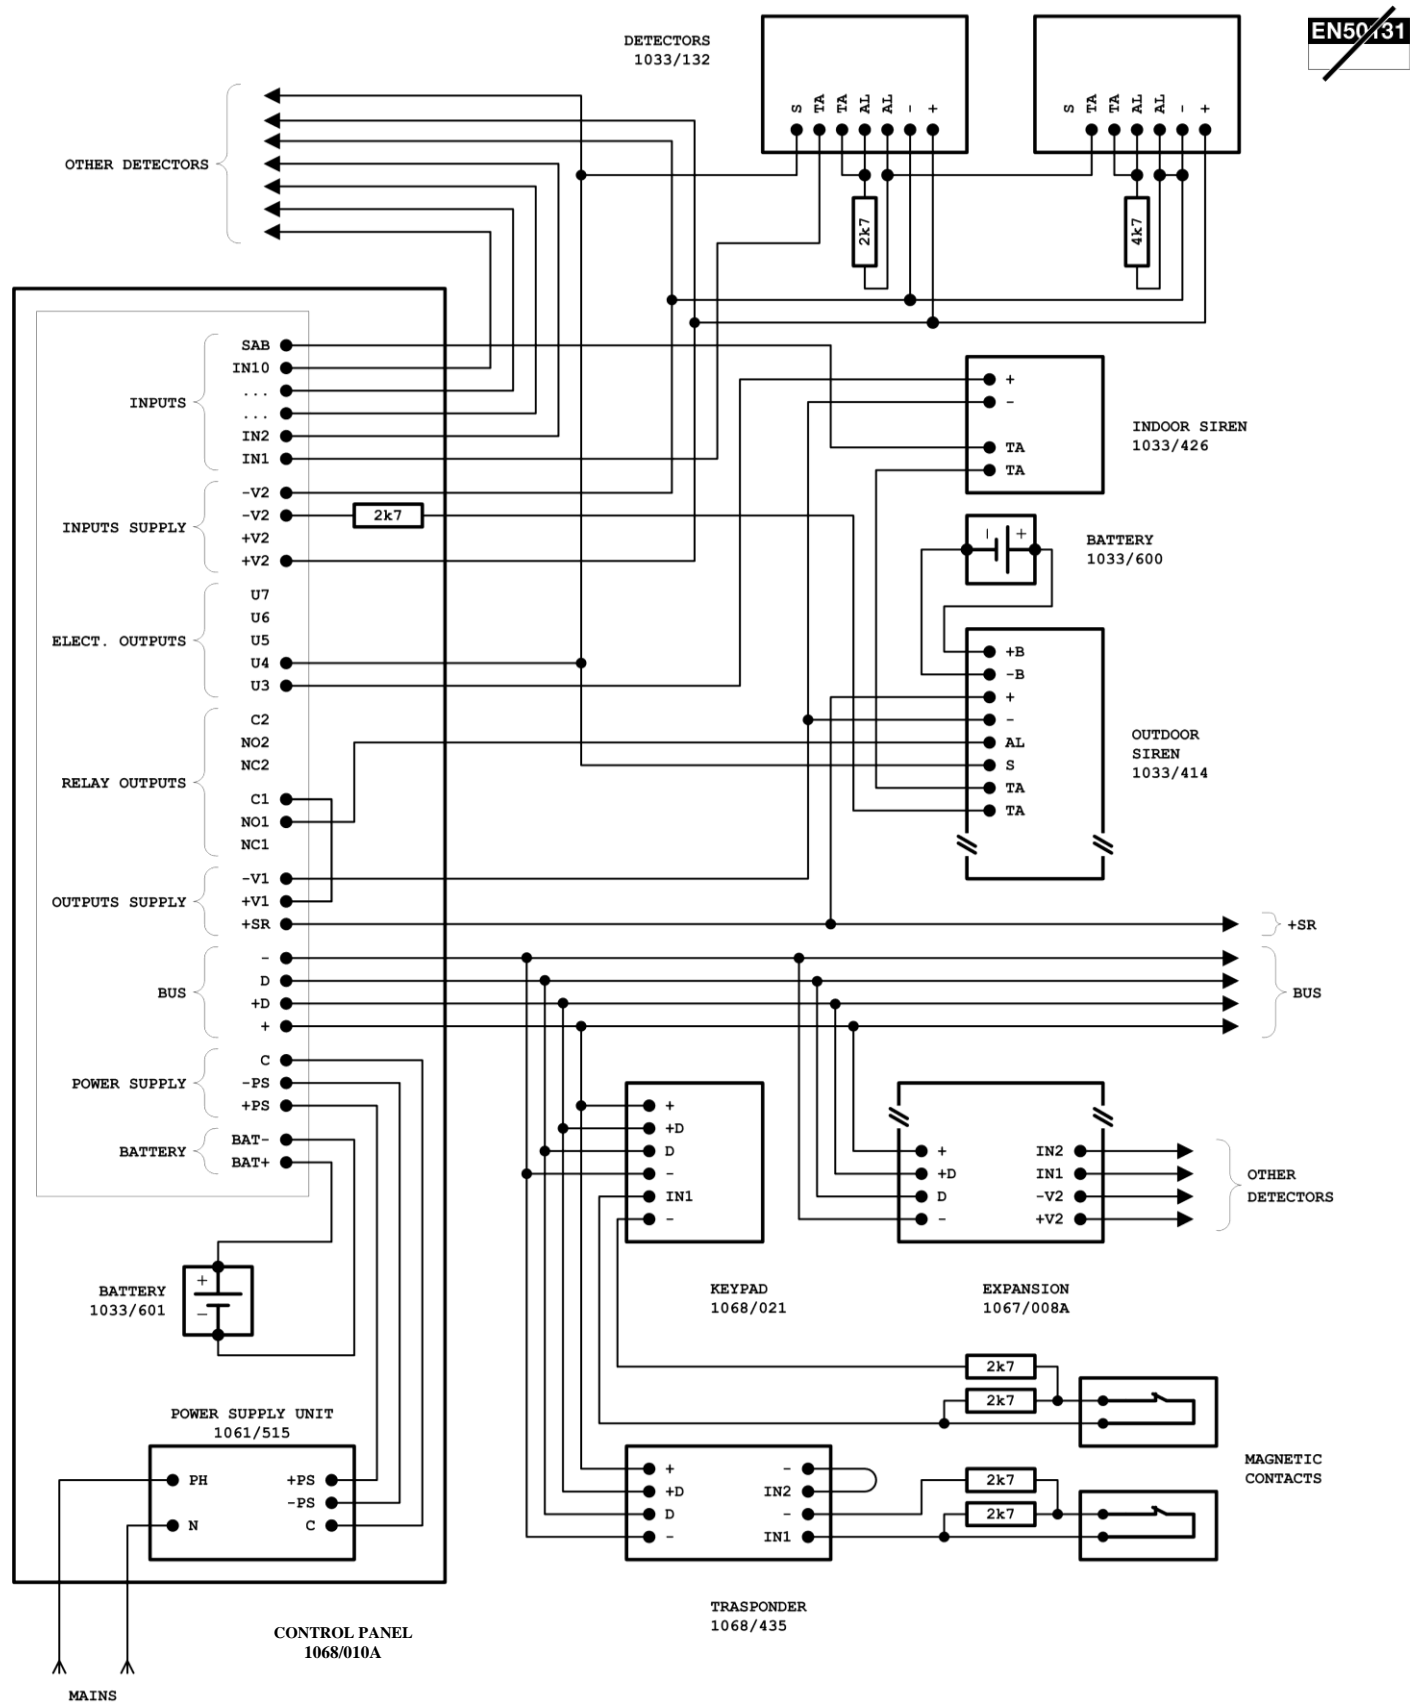 EN50131
DETECTORS
1033/132
S TA TA AL AL - +
S TA TA AL AL - +
OTHER DETECTORS
2k7
4k7
INPUTS
SAB
IN10
...
...
IN2
IN1
INPUTS SUPPLY
-V2
-V2
+V2
+V2
2k7
ELECT. OUTPUTS
U7
U6
U5
U4
U3
RELAY OUTPUTS
C2
NO2
NC2
C1
NO1
NC1
OUTPUTS SUPPLY
-V1
+V1
+SR
BUS
-
D
+D
+
POWER SUPPLY
C
-PS
+PS
BATTERY
BAT-
BAT+
+
-
TA
TA
INDOOR SIREN
1033/426
- +
BATTERY
1033/600
+B
-B
+
-
AL
S
TA
TA
OUTDOOR
SIREN
1033/414
+SR
BUS
+
+D
D
-
IN1
-
KEYPAD
1068/021
+
+D
D
-
IN2
IN1
-V2
+V2
EXPANSION
1067/008A
OTHER
DETECTORS
BATTERY
1033/601
+
-
2k7
2k7
POWER SUPPLY UNIT
1061/515
PH
N
+PS
-PS
C
+
+D
D
-
-
IN2
-
IN1
2k7
2k7
MAGNETIC
CONTACTS
TRASPONDER
1068/435
CONTROL PANEL
1068/010A
MAINS